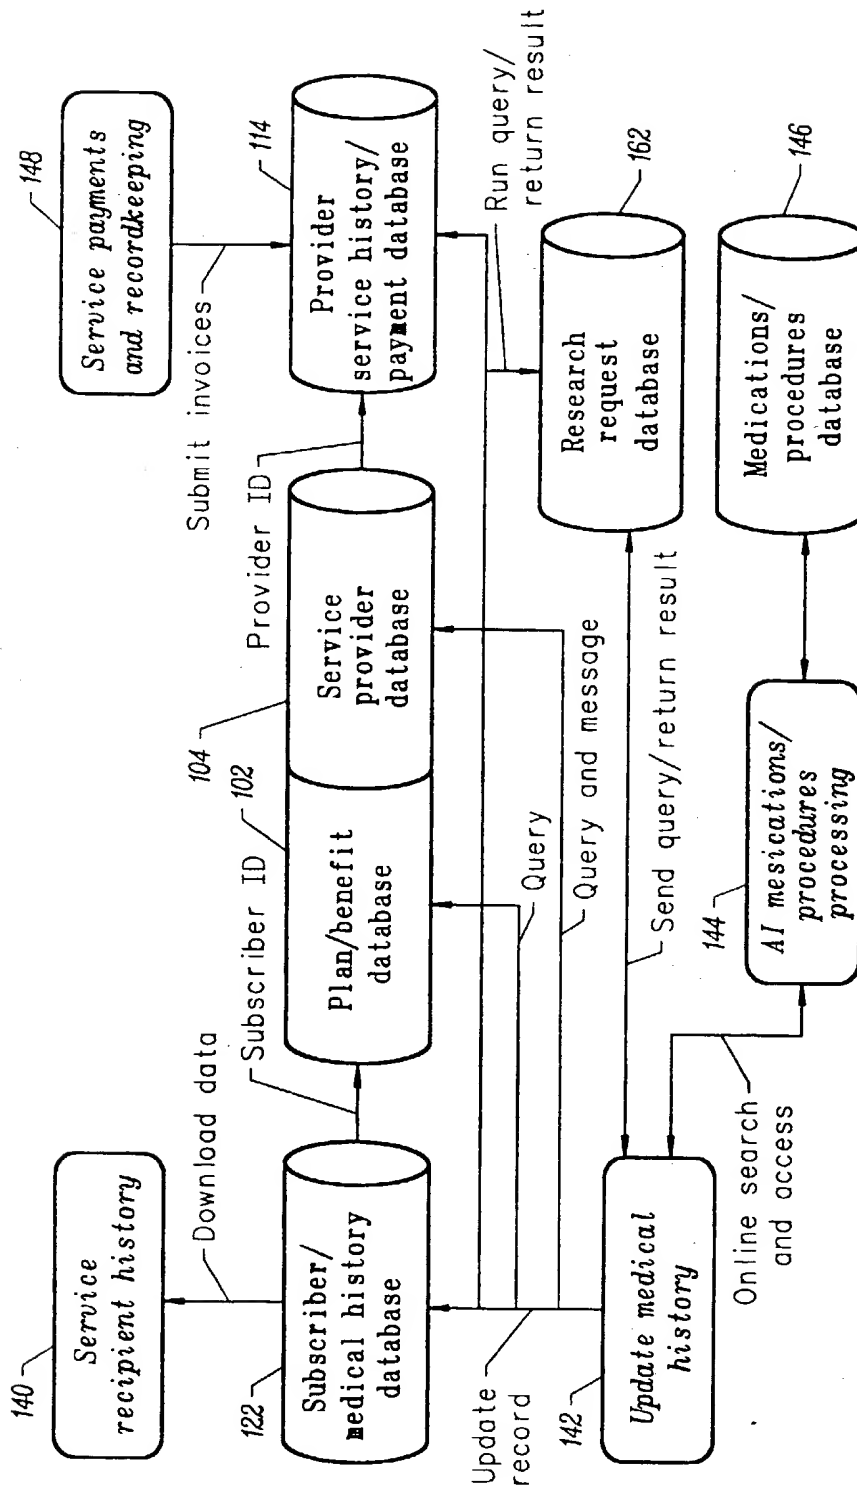 140
Service
recipient history
Download data
148
Service payments
and recordkeeping
Submit invoices
122
Subscriber/
medical history
database
Subscriber ID
102
Plan/benefit
database
104
Service
provider
database
Provider ID
114
Provider
service history/
payment database
Update
record
Query
Query and message
Run query/
return result
142
Update medical
history
Send query/return result
162
Research
request
database
Online search
and access
144
AI mesications/
procedures
processing
146
Medications/
procedures
database